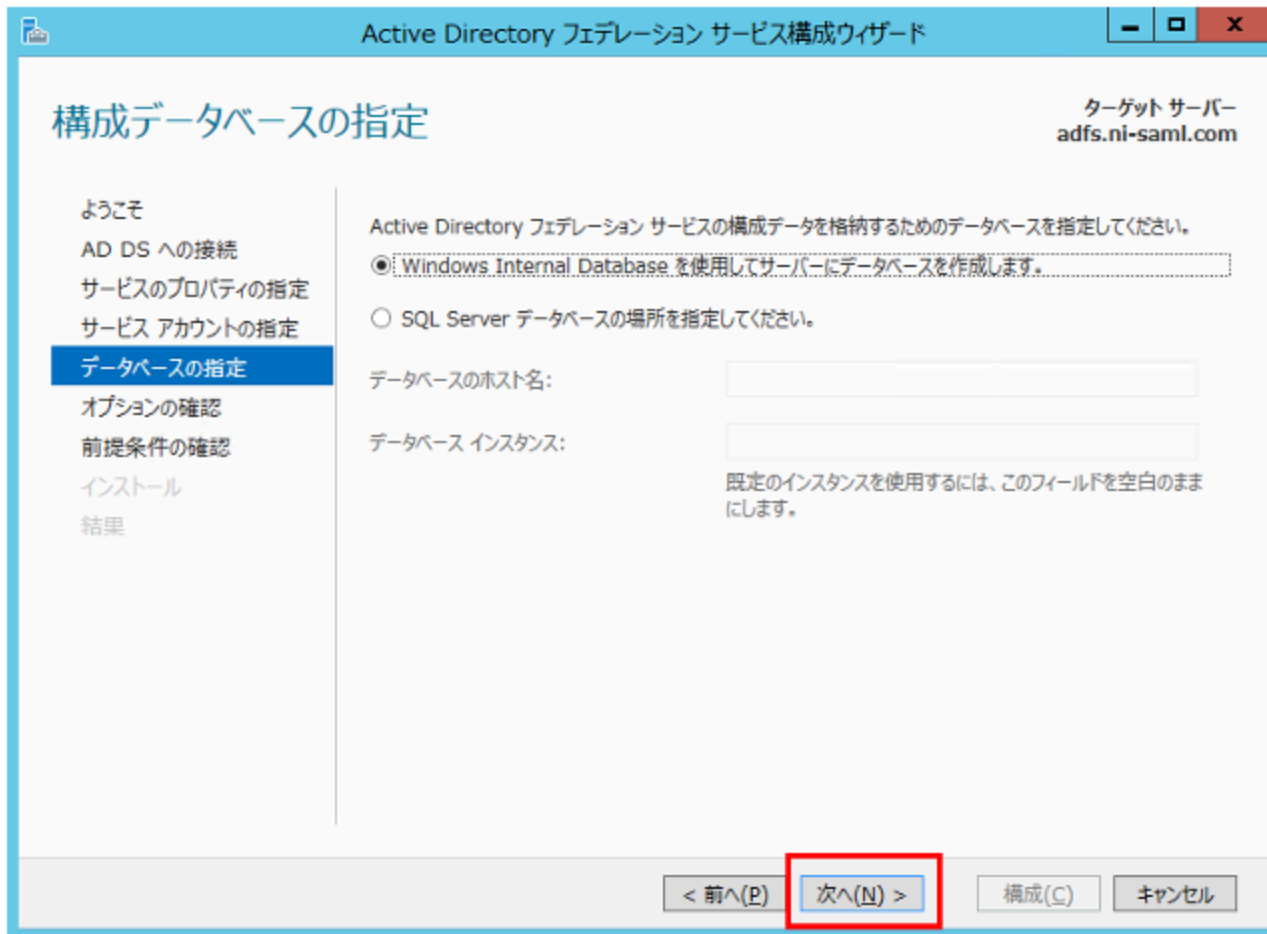 Active Directory フェデレーション サービス構成ウィザード
構成データベースの指定
ターゲット サーバー
adfs.ni-saml.com
ようこそ
AD DS への接続
サービスのプロパティの指定
サービス アカウントの指定
データベースの指定
オプションの確認
前提条件の確認
インストール
結果
Active Directory フェデレーション サービスの構成データを格納するためのデータベースを指定してください。
Windows Internal Database を使用してサーバーにデータベースを作成します。
SQL Server データベースの場所を指定してください。
データベースのホスト名:
データベース インスタンス:
既定のインスタンスを使用するには、このフィールドを空白のまま
にします。
< 前へ(P)
次へ(N) >
構成(C)
キャンセル